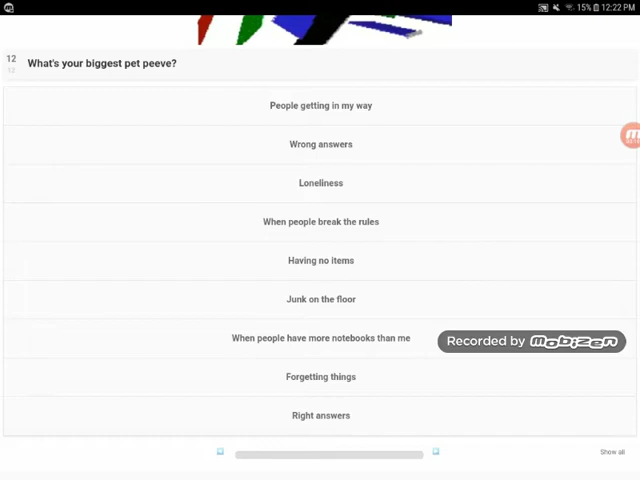 15% 12:22 PM
12 What's your biggest pet peeve?
12
People getting in my way
Wrong answers
Loneliness
When people break the rules
Having no items
Junk on the floor
When people have more notebooks than me
Recorded by mobizen
Forgetting things
Right answers
Show all